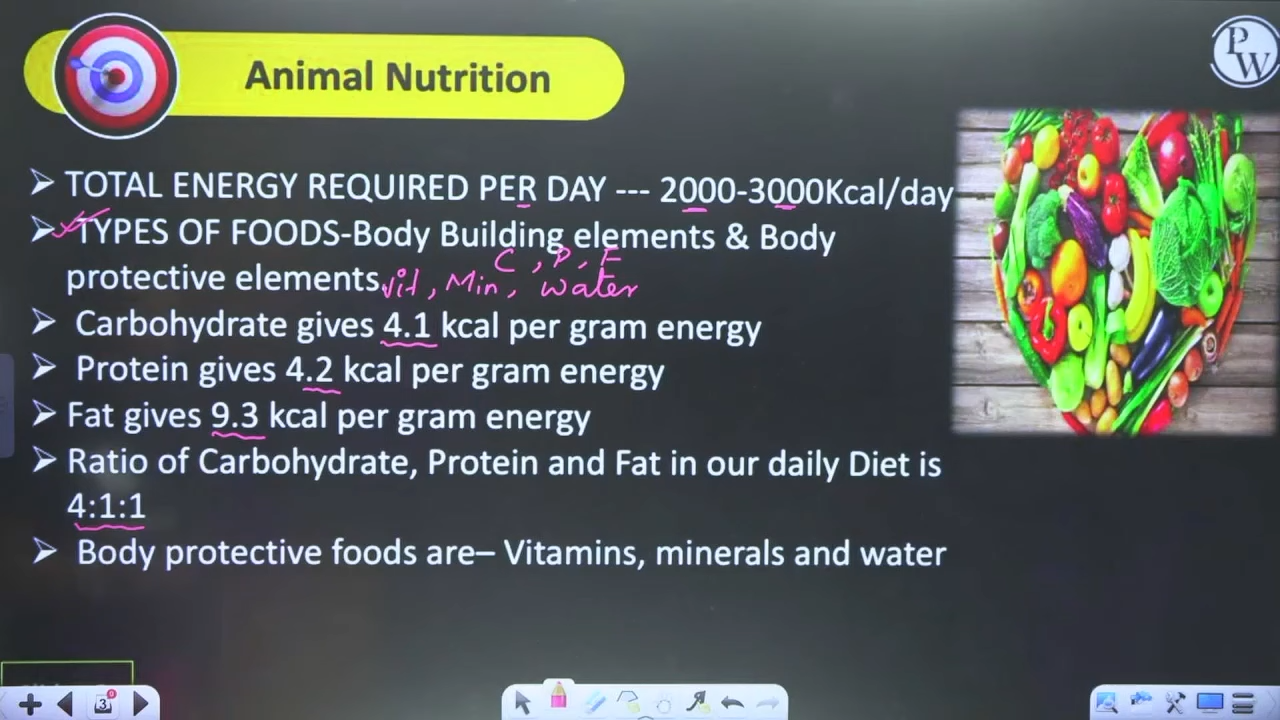 Animal Nutrition
PW
TOTAL ENERGY REQUIRED PER DAY --- 2000-3000Kcal/day
TYPES OF FOODS-Body Building elements & Body
C, P, F
protective elements. Vit, Min, water
Carbohydrate gives 4.1 kcal per gram energy
Protein gives 4.2 kcal per gram energy
Fat gives 9.3 kcal per gram energy
Ratio of Carbohydrate, Protein and Fat in our daily Diet is
4:1:1
Body protective foods are– Vitamins, minerals and water
3